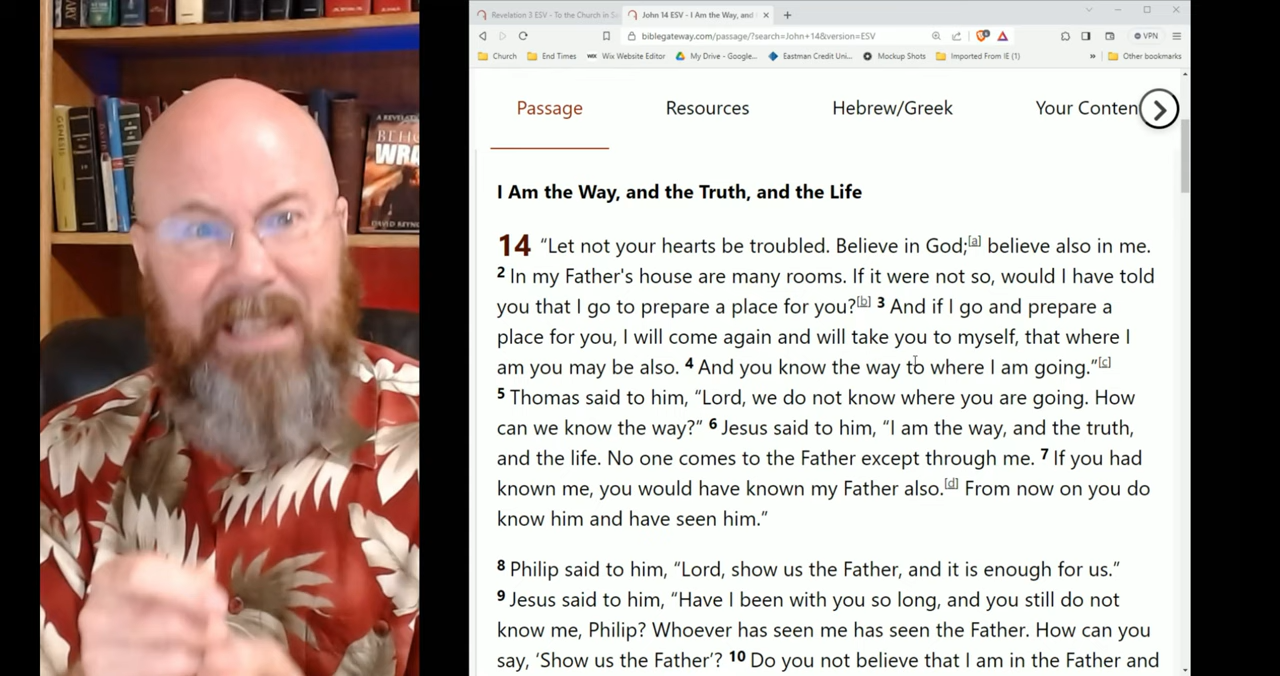 GENESIS
A REVELA
BEHO
WRA
DAVID REYNO
Revelation 3 ESV - To the Church in S
John 14 ESV - I Am the Way, and
biblegateway.com/passage/?search=John+14&version=ESV
VPN
Church End Times WIX Wix Website Editor My Drive - Google... Eastman Credit Uni... Mockup Shots Imported From IE (1) » Other bookmarks
Passage Resources Hebrew/Greek Your Conten
I Am the Way, and the Truth, and the Life
14 “Let not your hearts be troubled. Believe in God;[a] believe also in me.
2 In my Father's house are many rooms. If it were not so, would I have told
you that I go to prepare a place for you?[b] 3 And if I go and prepare a
place for you, I will come again and will take you to myself, that where I
am you may be also. 4 And you know the way to where I am going.”[c]
5 Thomas said to him, “Lord, we do not know where you are going. How
can we know the way?” 6 Jesus said to him, “I am the way, and the truth,
and the life. No one comes to the Father except through me. 7 If you had
known me, you would have known my Father also.[d] From now on you do
know him and have seen him.”
8 Philip said to him, “Lord, show us the Father, and it is enough for us.”
9 Jesus said to him, “Have I been with you so long, and you still do not
know me, Philip? Whoever has seen me has seen the Father. How can you
say, ‘Show us the Father’? 10 Do you not believe that I am in the Father and